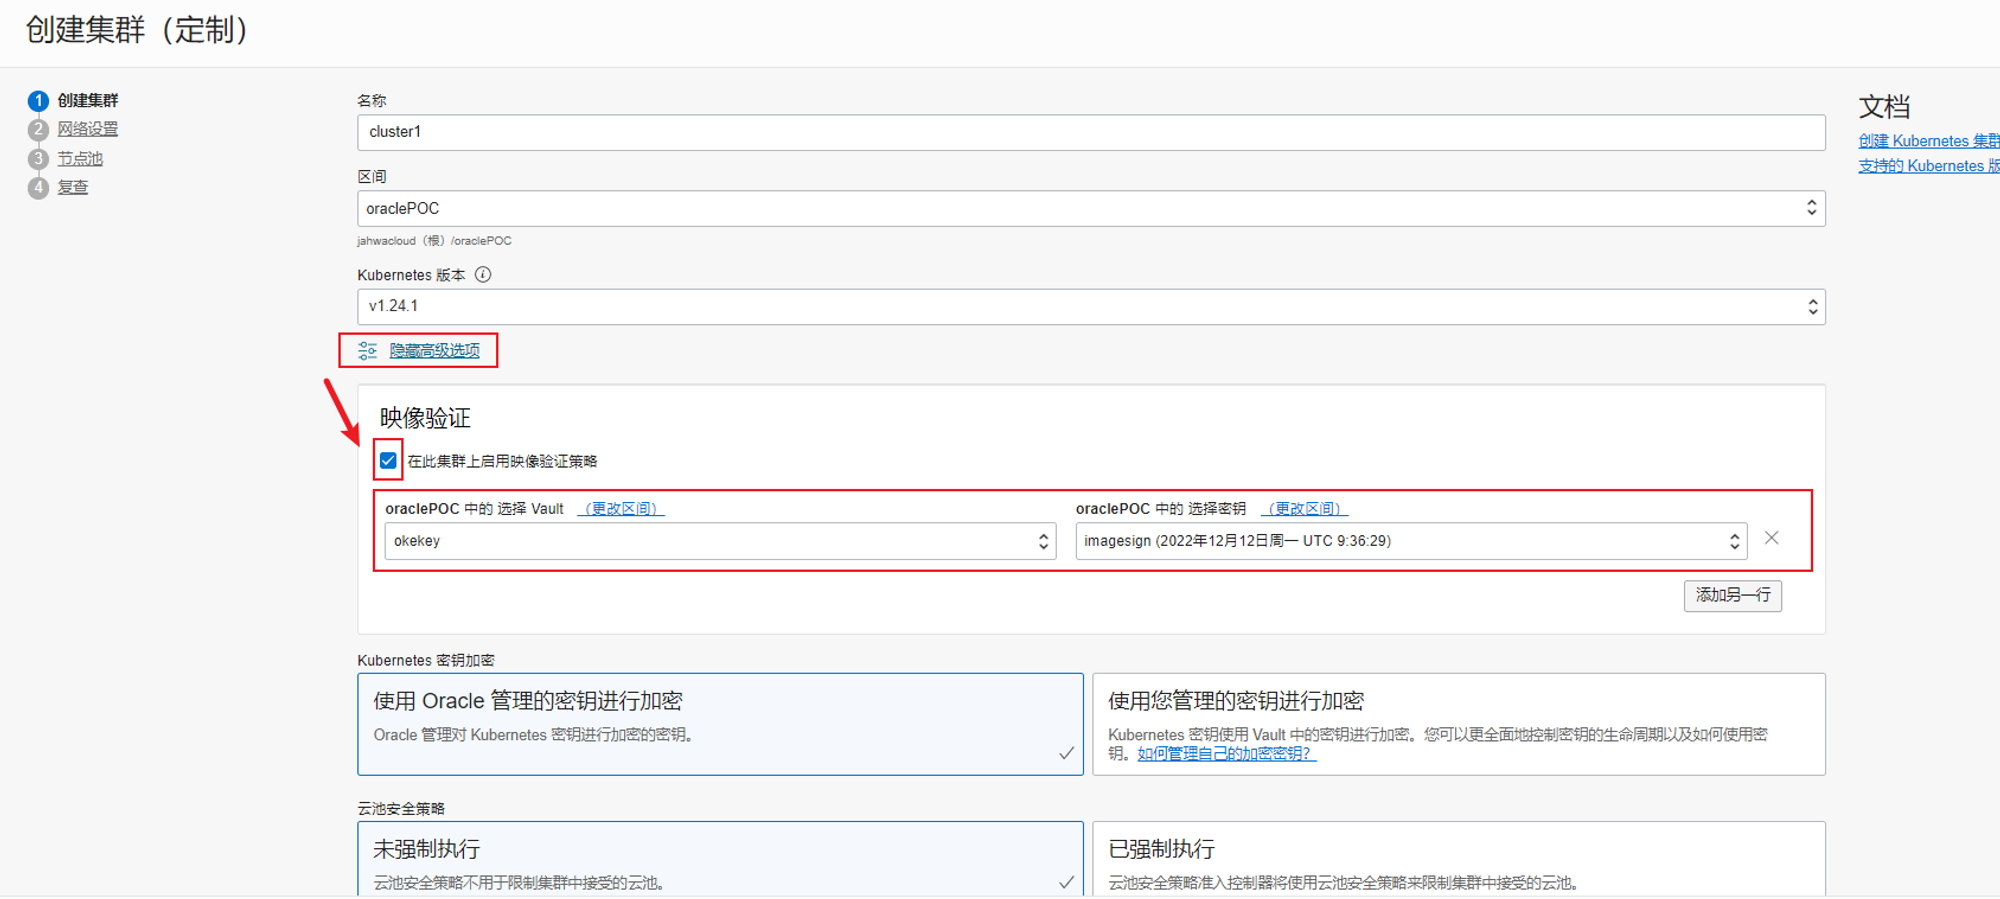 创建集群（定制）
1 创建集群
2 网络设置
3 节点池
4 复查
名称
cluster1
区间
oraclePOC
jahwacloud（根）/oraclePOC
Kubernetes 版本
v1.24.1
隐藏高级选项
映像验证
在此集群上启用映像验证策略
oraclePOC 中的 选择 Vault （更改区间）
okekey
oraclePOC 中的 选择密钥 （更改区间）
imagesign (2022年12月12日周一 UTC 9:36:29)
添加另一行
Kubernetes 密钥加密
使用 Oracle 管理的密钥进行加密
Oracle 管理对 Kubernetes 密钥进行加密的密钥。
使用您管理的密钥进行加密
Kubernetes 密钥使用 Vault 中的密钥进行加密。您可以更全面地控制密钥的生命周期以及如何使用密
钥。如何管理自己的加密密钥？
云池安全策略
未强制执行
云池安全策略不用于限制集群中接受的云池。
已强制执行
云池安全策略准入控制器将使用云池安全策略来限制集群中接受的云池。
文档
创建 Kubernetes 集群
支持的 Kubernetes 版